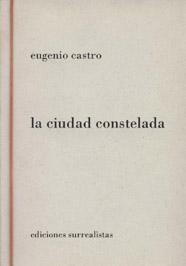 eugenio castro
la ciudad constelada
ediciones surrealistas